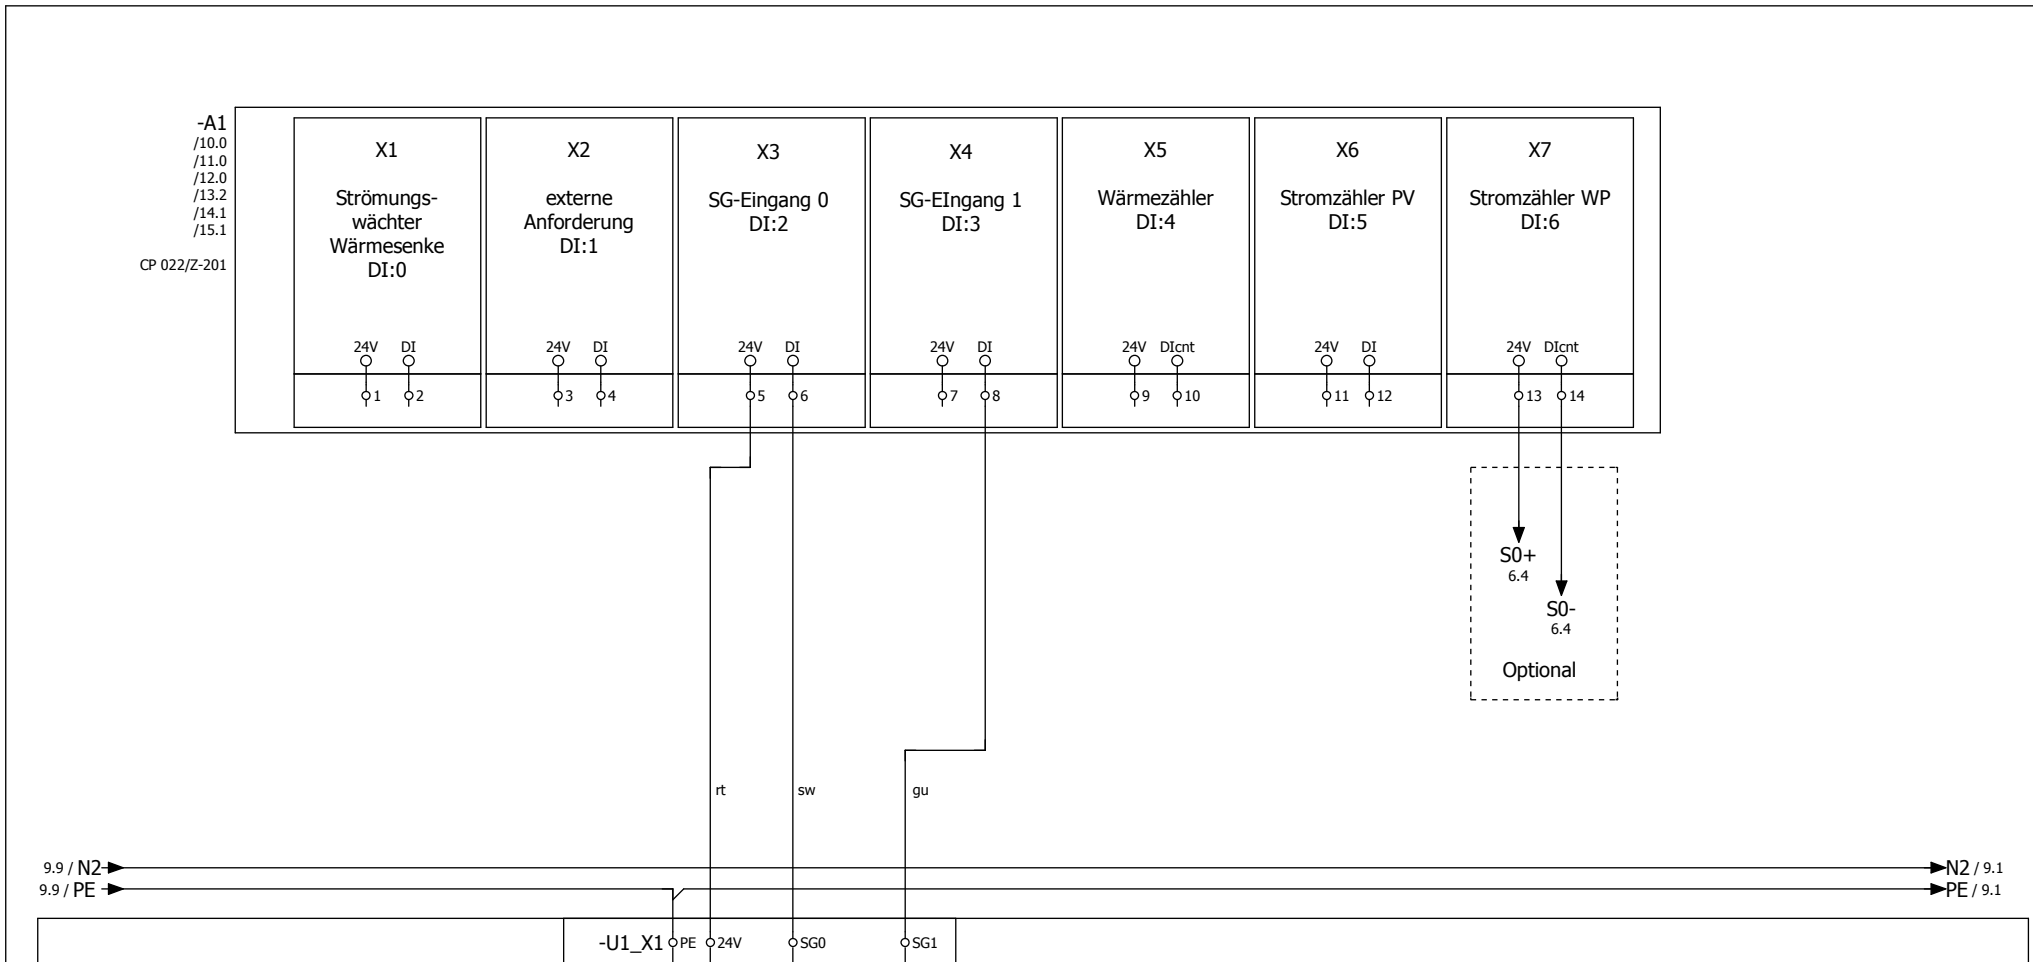 -A1
/10.0
/11.0
/12.0
/13.2
/14.1
/15.1
CP 022/Z-201
X1
Strömungs-
wächter
Wärmesenke
DI:0
24V DI
1 2
X2
externe
Anforderung
DI:1
24V DI
3 4
X3
SG-Eingang 0
DI:2
24V DI
5 6
X4
SG-EIngang 1
DI:3
24V DI
7 8
X5
Wärmezähler
DI:4
24V DIcnt
9 10
X6
Stromzähler PV
DI:5
24V DI
11 12
X7
Stromzähler WP
DI:6
24V DIcnt
13 14
S0+
6.4
S0-
6.4
Optional
rt sw gu
9.9 / N2 N2 / 9.1
9.9 / PE PE / 9.1
-U1_X1 PE 24V SG0 SG1